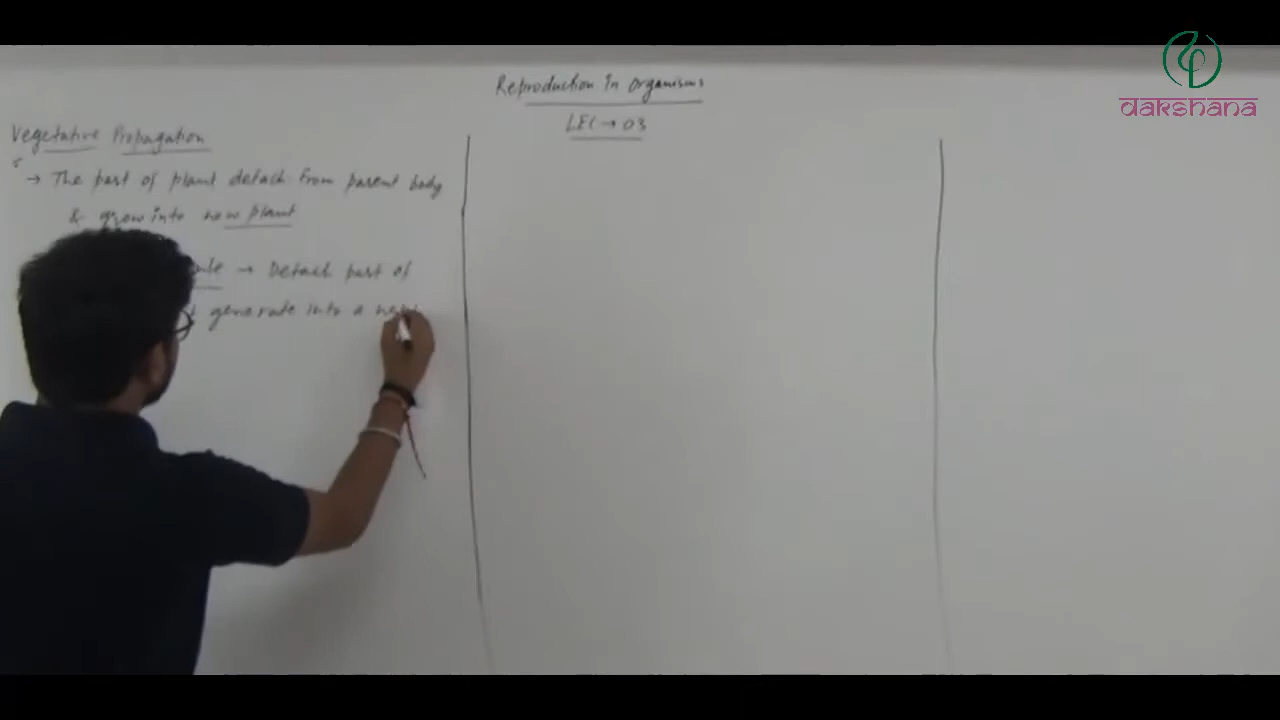 Reproduction In Organisms
LEC → 03
dakshana
Vegetative Propagation
→ The part of plant detach from parent body
& grow into new plant
→ Detach part of
generate into a new